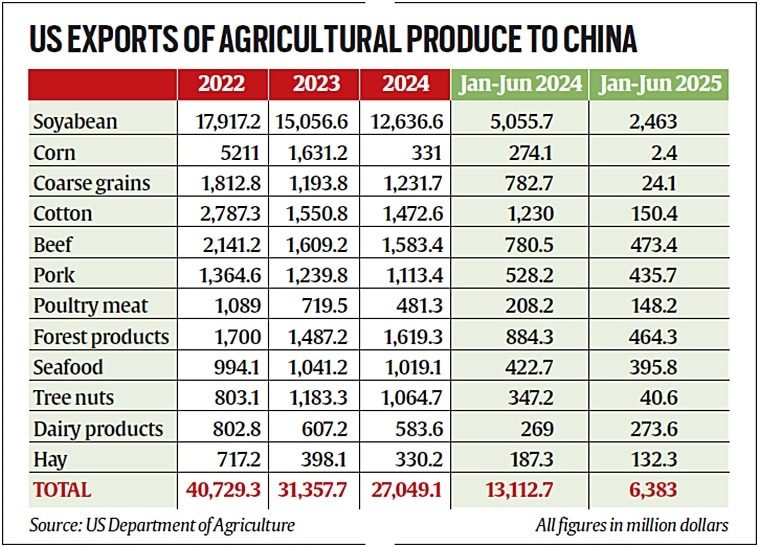 US EXPORTS OF AGRICULTURAL PRODUCE TO CHINA
2022 2023 2024 Jan-Jun 2024 Jan-Jun 2025
Soyabean 17,917.2 15,056.6 12,636.6 5,055.7 2,463
Corn 5211 1,631.2 331 274.1 2.4
Coarse grains 1,812.8 1,193.8 1,231.7 782.7 24.1
Cotton 2,787.3 1,550.8 1,472.6 1,230 150.4
Beef 2,141.2 1,609.2 1,583.4 780.5 473.4
Pork 1,364.6 1,239.8 1,113.4 528.2 435.7
Poultry meat 1,089 719.5 481.3 208.2 148.2
Forest products 1,700 1,487.2 1,619.3 884.3 464.3
Seafood 994.1 1,041.2 1,019.1 422.7 395.8
Tree nuts 803.1 1,183.3 1,064.7 347.2 40.6
Dairy products 802.8 607.2 583.6 269 273.6
Hay 717.2 398.1 330.2 187.3 132.3
TOTAL 40,729.3 31,357.7 27,049.1 13,112.7 6,383
Source: US Department of Agriculture All figures in million dollars